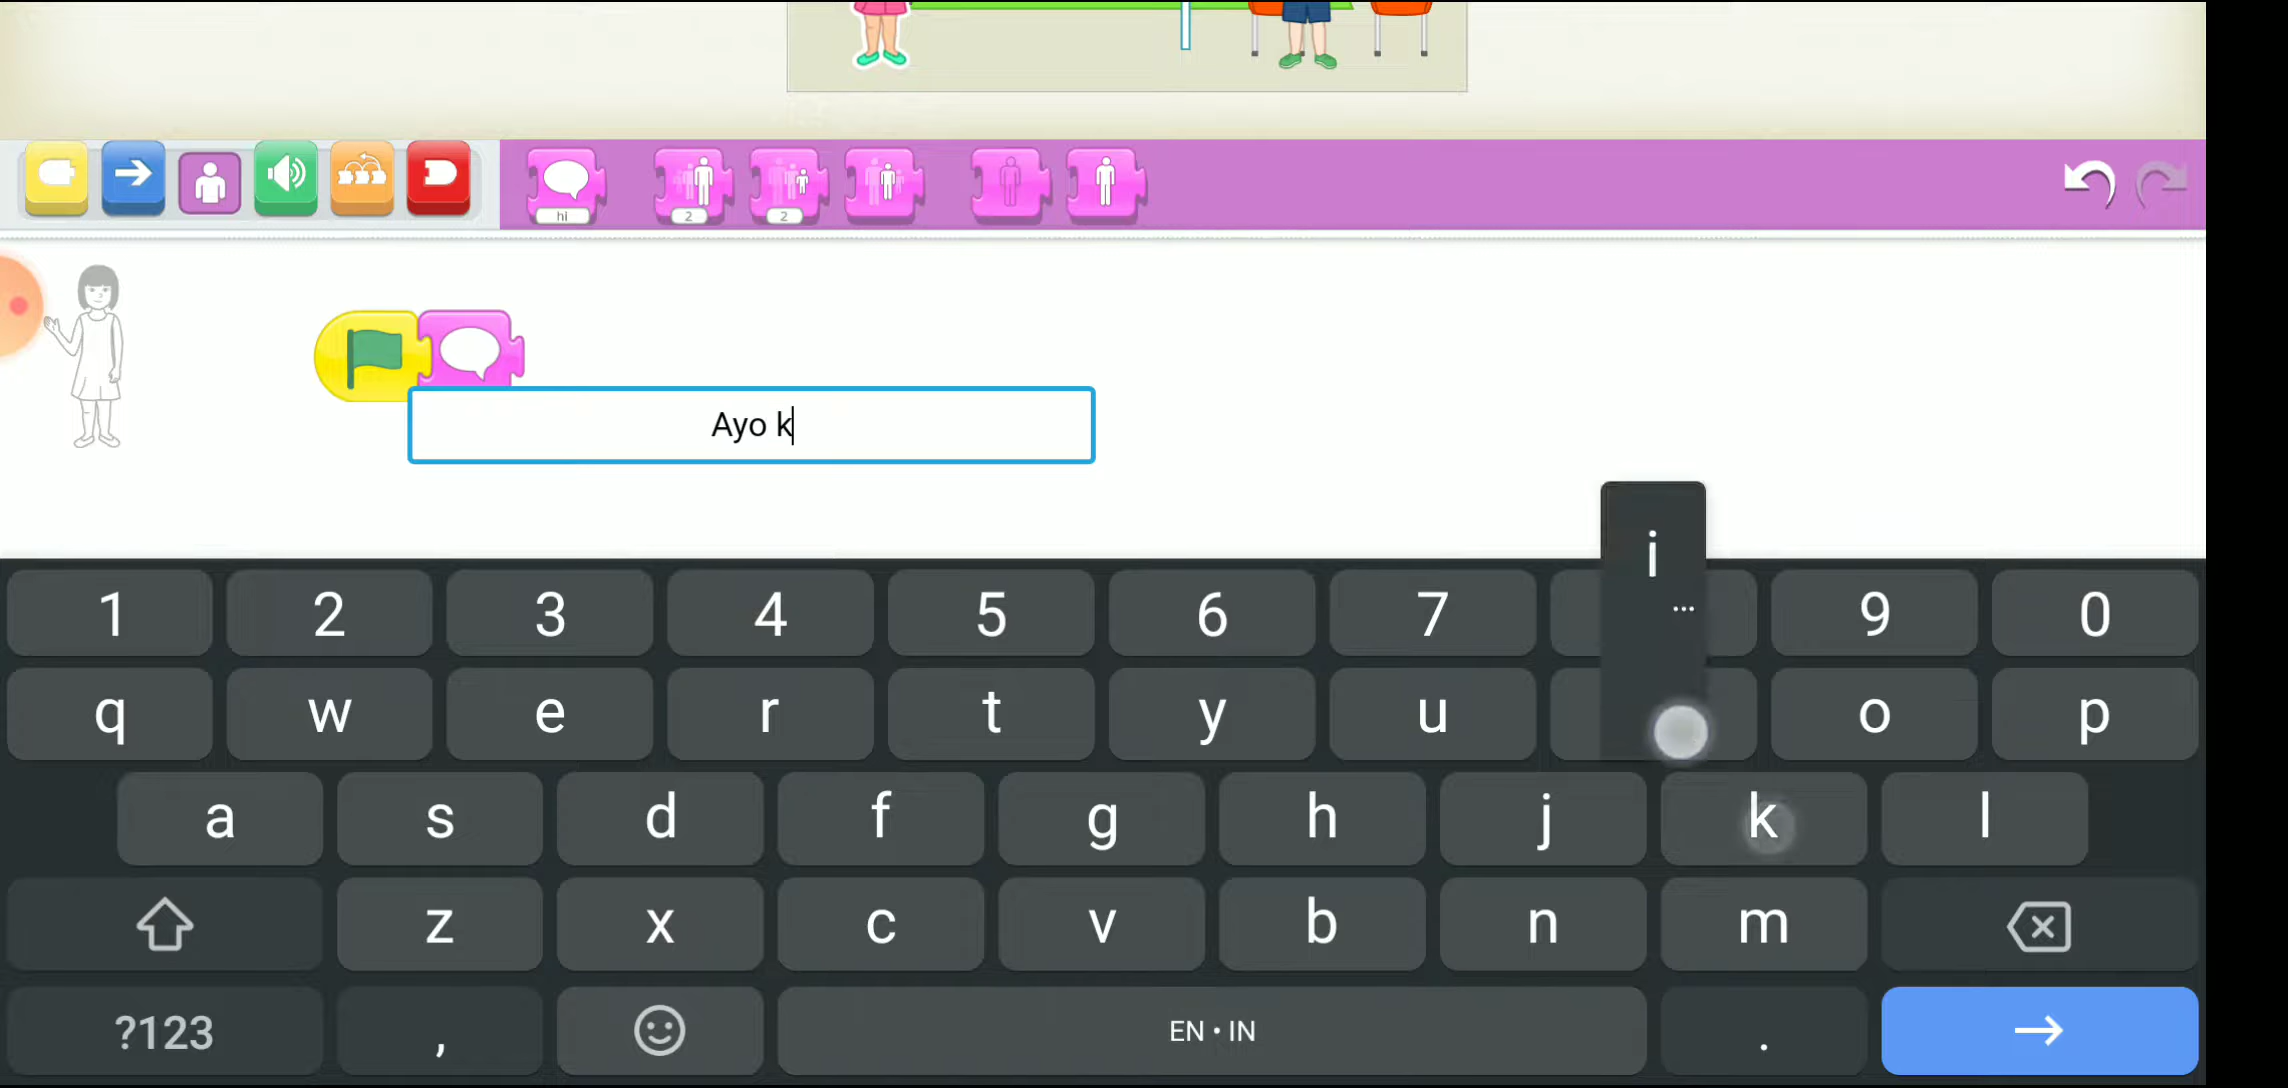 hi
2
2
Ayo k
i
...
1 2 3 4 5 6 7 9 0
q w e r t y u o p
a s d f g h j k l
z x c v b n m
?123 , EN • IN .